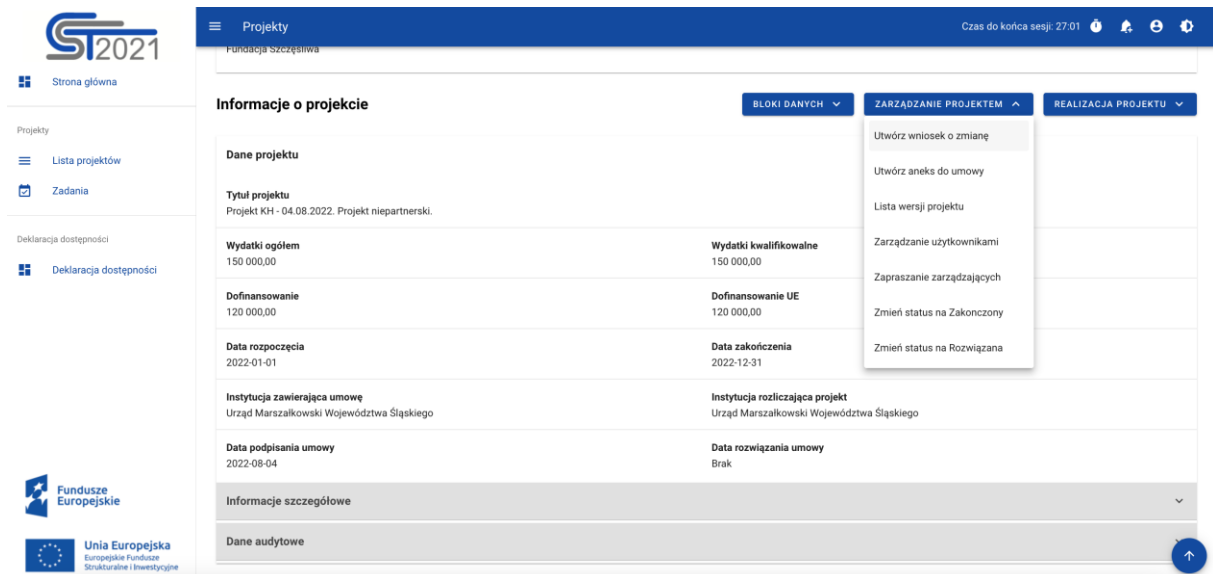 CST2021
Strona główna
Projekty
Lista projektów
Zadania
Deklaracja dostępności
Deklaracja dostępności
Fundusze
Europejskie
Unia Europejska
Europejskie Fundusze
Strukturalne i Inwestycyjne
Projekty
Czas do końca sesji: 27:01
Fundacja Szczęśliwa
Informacje o projekcie
BLOKI DANYCH
ZARZĄDZANIE PROJEKTEM
REALIZACJA PROJEKTU
Utwórz wniosek o zmianę
Utwórz aneks do umowy
Lista wersji projektu
Zarządzanie użytkownikami
Zapraszanie zarządzających
Zmień status na Zakonczony
Zmień status na Rozwiązana
Dane projektu
Tytuł projektu
Projekt KH - 04.08.2022. Projekt niepartnerski.
Wydatki ogółem
150 000,00
Wydatki kwalifikowalne
150 000,00
Dofinansowanie
120 000,00
Dofinansowanie UE
120 000,00
Data rozpoczęcia
2022-01-01
Data zakończenia
2022-12-31
Instytucja zawierająca umowę
Urząd Marszałkowski Województwa Śląskiego
Instytucja rozliczająca projekt
Urząd Marszałkowski Województwa Śląskiego
Data podpisania umowy
2022-08-04
Data rozwiązania umowy
Brak
Informacje szczegółowe
Dane audytowe